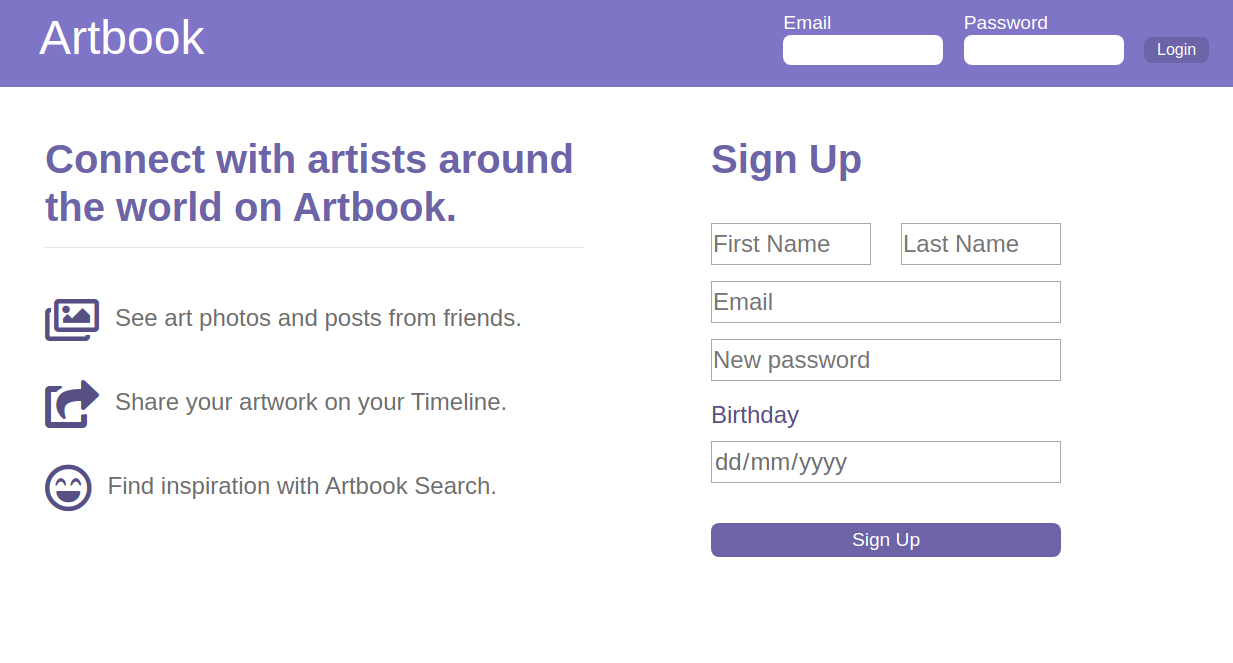 Artbook
Email
Password
Login
Connect with artists around
the world on Artbook.
See art photos and posts from friends.
Share your artwork on your Timeline.
Find inspiration with Artbook Search.
Sign Up
First Name
Last Name
Email
New password
Birthday
dd/mm/yyyy
Sign Up